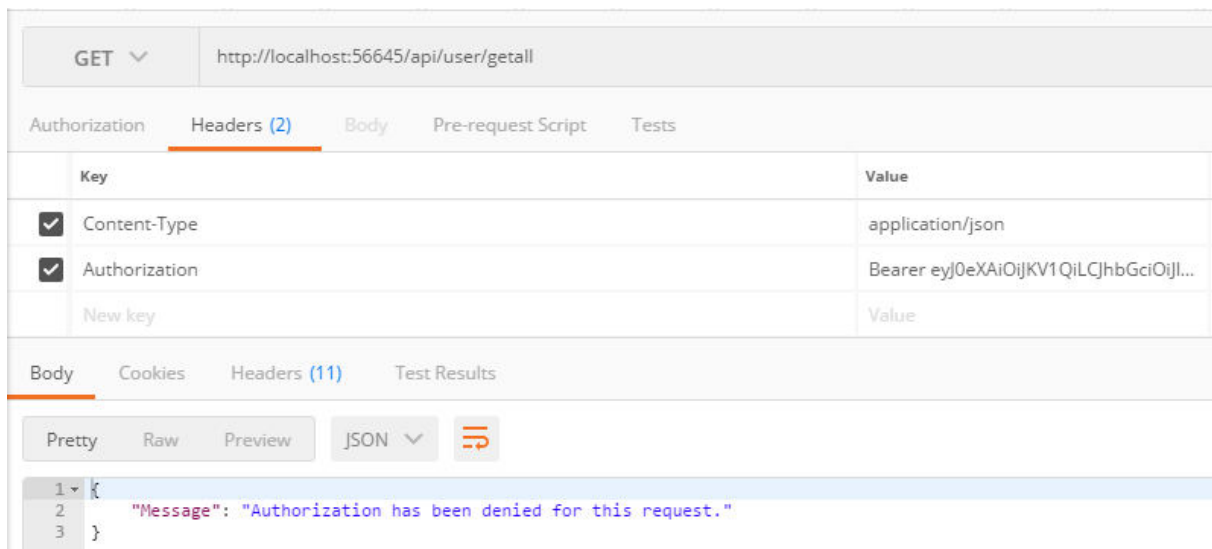 GET http://localhost:56645/api/user/getall
Authorization Headers (2) Body Pre-request Script Tests
Key Value
Content-Type application/json
Authorization Bearer eyJ0eXAiOiJKV1QiLCJhbGciOiJI...
New key Value
Body Cookies Headers (11) Test Results
Pretty Raw Preview JSON
1 {
2 "Message": "Authorization has been denied for this request."
3 }